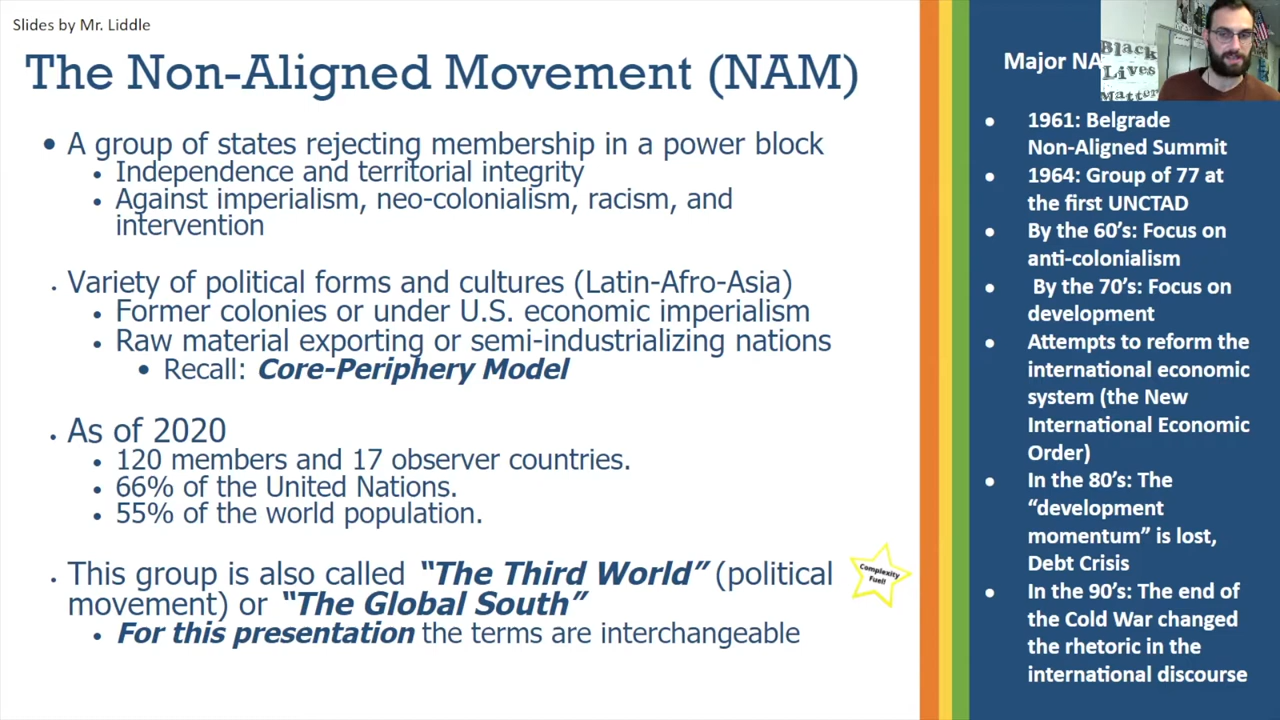 Slides by Mr. Liddle
The Non-Aligned Movement (NAM)
• A group of states rejecting membership in a power block
• Independence and territorial integrity
• Against imperialism, neo-colonialism, racism, and
intervention
• Variety of political forms and cultures (Latin-Afro-Asia)
• Former colonies or under U.S. economic imperialism
• Raw material exporting or semi-industrializing nations
• Recall: Core-Periphery Model
• As of 2020
• 120 members and 17 observer countries.
• 66% of the United Nations.
• 55% of the world population.
• This group is also called “The Third World” (political
movement) or “The Global South”
• For this presentation the terms are interchangeable
Complexity
Fuel!
Major NA
Black
Lives
Matter
• 1961: Belgrade
Non-Aligned Summit
• 1964: Group of 77 at
the first UNCTAD
• By the 60’s: Focus on
anti-colonialism
• By the 70’s: Focus on
development
• Attempts to reform the
international economic
system (the New
International Economic
Order)
• In the 80’s: The
“development
momentum” is lost,
Debt Crisis
• In the 90’s: The end of
the Cold War changed
the rhetoric in the
international discourse